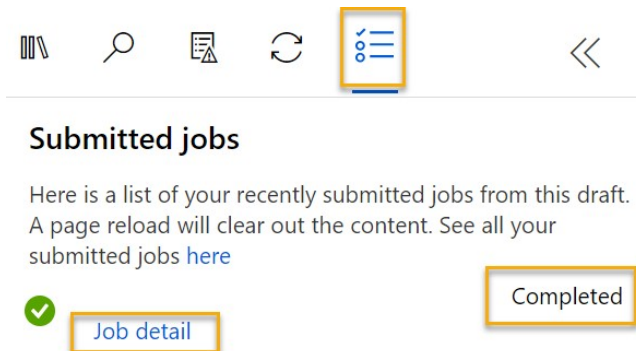 Submitted jobs
Here is a list of your recently submitted jobs from this draft.
A page reload will clear out the content. See all your
submitted jobs here
Completed
Job detail